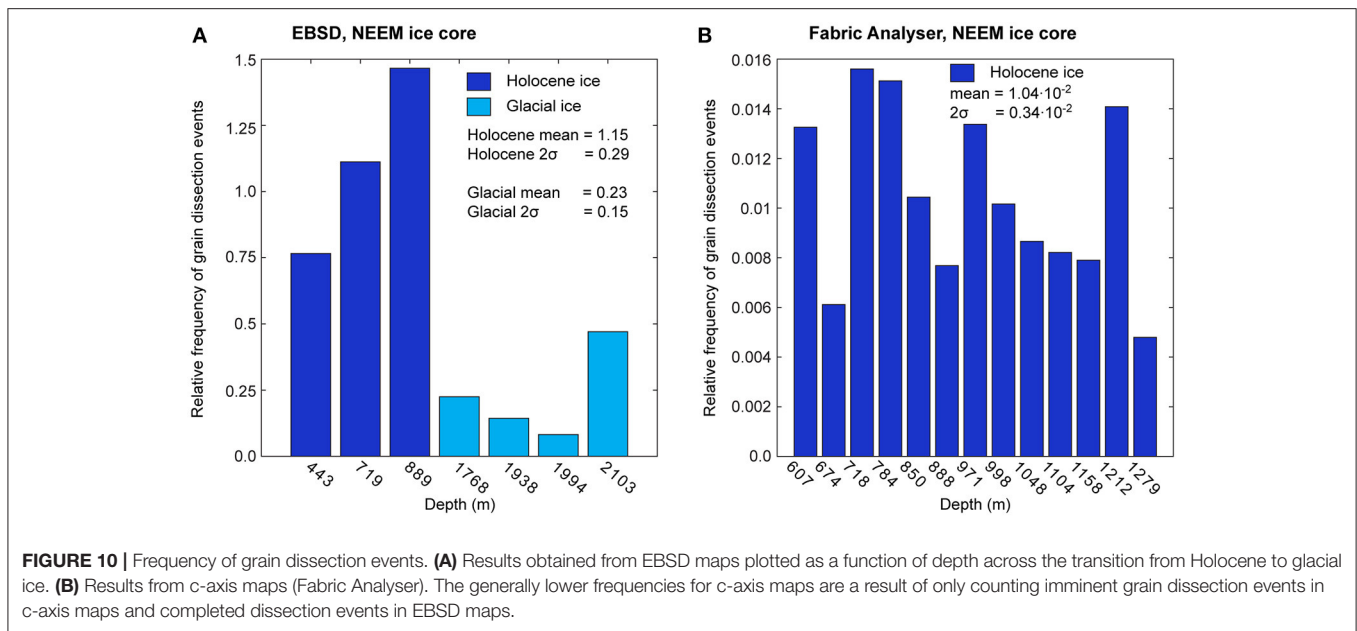 A
EBSD, NEEM ice core
Relative frequency of grain dissection events
1.5
1.25
1.0
0.75
0.5
0.25
0.0
Holocene ice
Glacial ice
Holocene mean = 1.15
Holocene 2σ = 0.29
Glacial mean = 0.23
Glacial 2σ = 0.15
443 719 889 1768 1938 1994 2103
Depth (m)
B
Fabric Analyser, NEEM ice core
Relative frequency of grain dissection events
0.016
0.014
0.012
0.01
0.008
0.006
0.004
0.002
0.0
Holocene ice
mean = 1.04·10⁻²
2σ = 0.34·10⁻²
607 674 718 784 850 888 971 998 1048 1104 1158 1212 1279
Depth (m)
FIGURE 10 | Frequency of grain dissection events. (A) Results obtained from EBSD maps plotted as a function of depth across the transition from Holocene to glacial
ice. (B) Results from c-axis maps (Fabric Analyser). The generally lower frequencies for c-axis maps are a result of only counting imminent grain dissection events in
c-axis maps and completed dissection events in EBSD maps.